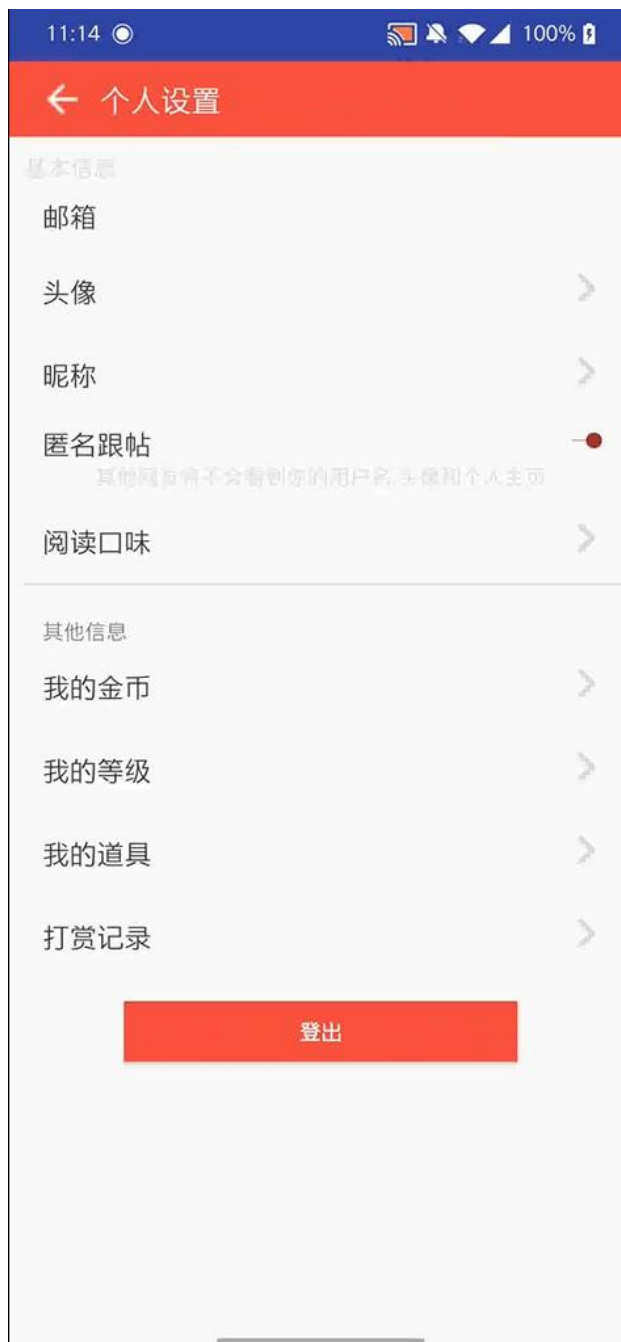 11:14
100%
个人设置
基本信息
邮箱
头像
昵称
匿名跟帖
其他网友将不会看到你的用户名,头像和个人主页
阅读口味
其他信息
我的金币
我的等级
我的道具
打赏记录
登出